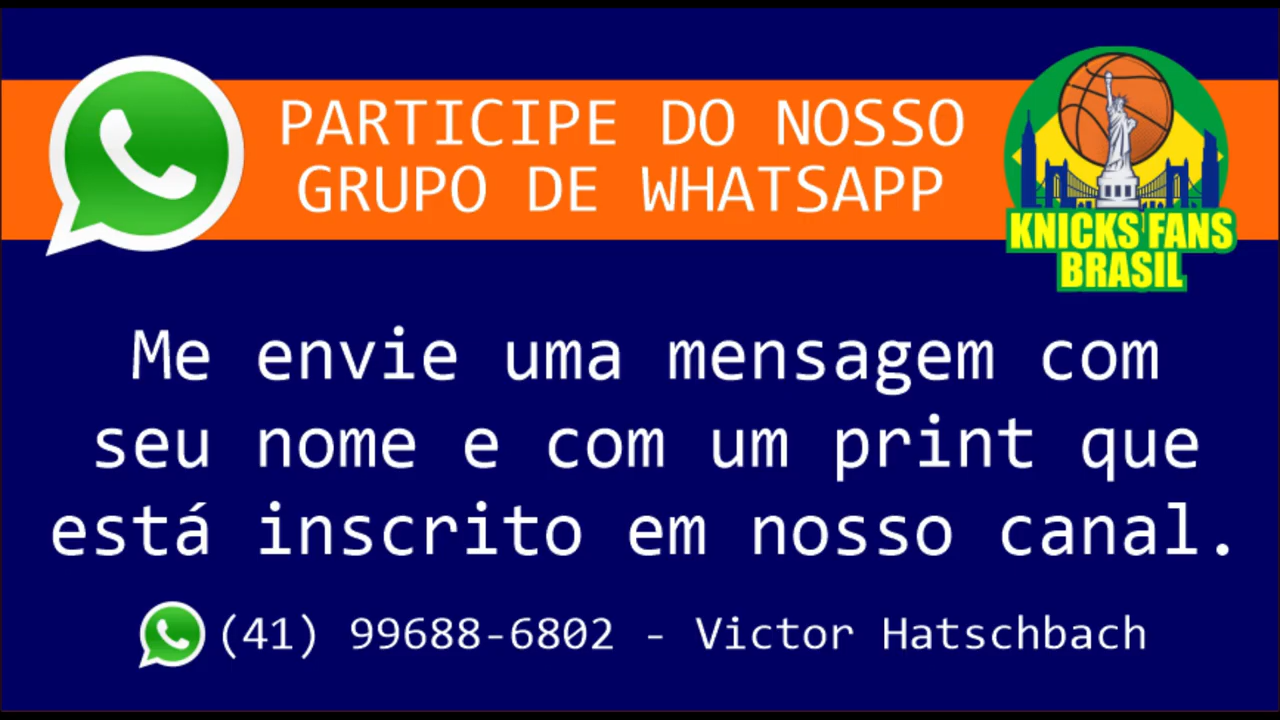 PARTICIPE DO NOSSO
GRUPO DE WHATSAPP
KNICKS FANS
BRASIL
Me envie uma mensagem com
seu nome e com um print que
está inscrito em nosso canal.
(41) 99688-6802 - Victor Hatschbach